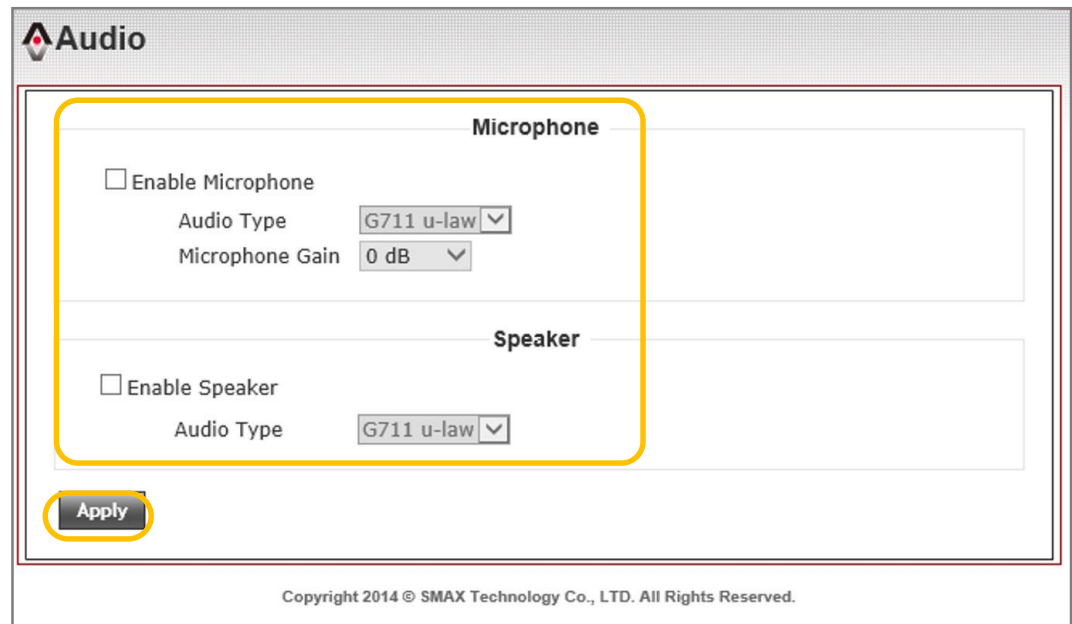 Audio
Microphone
Enable Microphone
Audio Type G711 u-law
Microphone Gain 0 dB
Speaker
Enable Speaker
Audio Type G711 u-law
Apply
Copyright 2014 © SMAX Technology Co., LTD. All Rights Reserved.